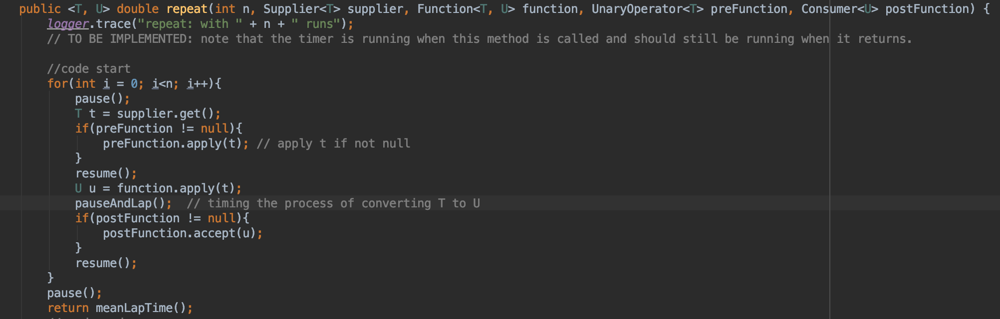 public <T, U> double repeat(int n, Supplier<T> supplier, Function<T, U> function, UnaryOperator<T> preFunction, Consumer<U> postFunction) {
logger.trace("repeat: with " + n + " runs");
// TO BE IMPLEMENTED: note that the timer is running when this method is called and should still be running when it returns.
//code start
for(int i = 0; i<n; i++){
pause();
T t = supplier.get();
if(preFunction != null){
preFunction.apply(t); // apply t if not null
}
resume();
U u = function.apply(t);
pauseAndLap();  // timing the process of converting T to U
if(postFunction != null){
postFunction.accept(u);
}
resume();
}
pause();
return meanLapTime();